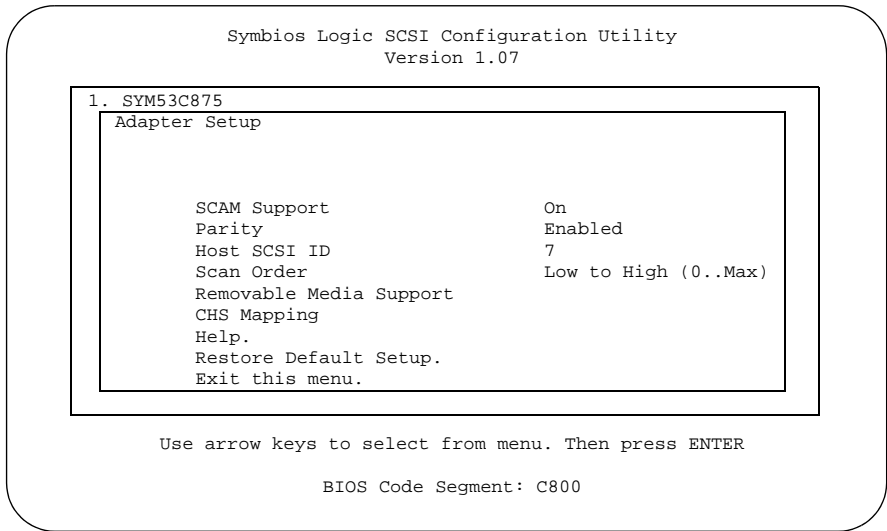 Symbios Logic SCSI Configuration Utility
Version 1.07
1. SYM53C875
Adapter Setup
SCAM Support On
Parity Enabled
Host SCSI ID 7
Scan Order Low to High (0..Max)
Removable Media Support
CHS Mapping
Help.
Restore Default Setup.
Exit this menu.
Use arrow keys to select from menu. Then press ENTER
BIOS Code Segment: C800